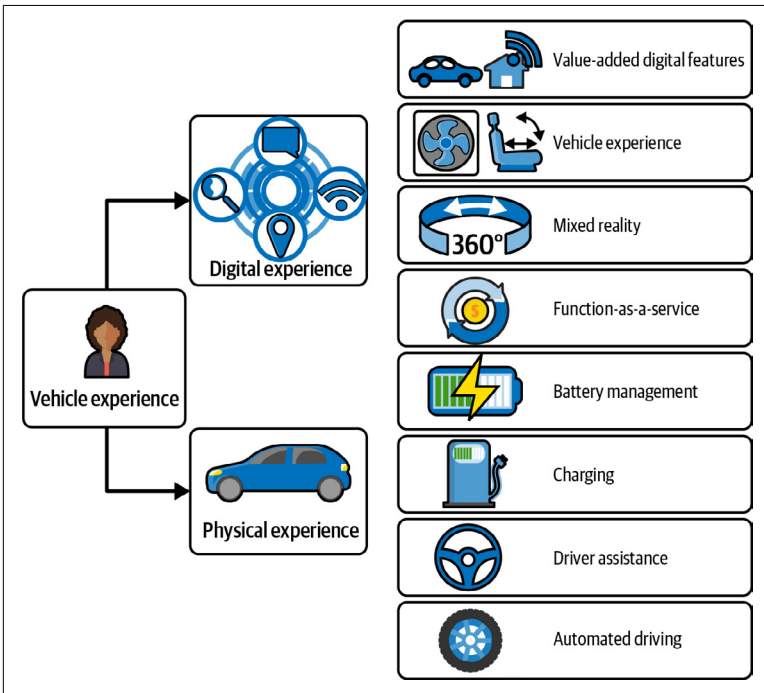 Vehicle experience
Digital experience
Physical experience
Value-added digital features
Vehicle experience
360°
Mixed reality
$
Function-as-a-service
Battery management
Charging
Driver assistance
Automated driving